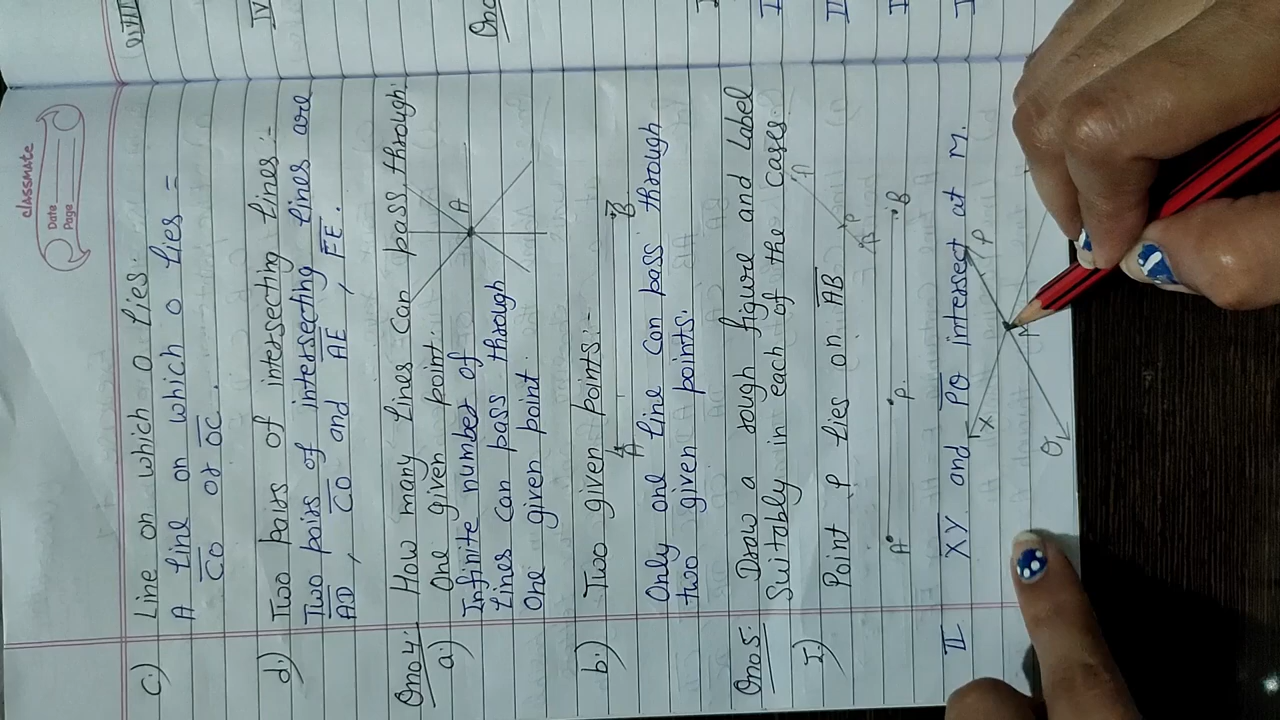 classmate
Date
Page
c) Line on which O lies.
A line on which O lies =
CO or OC.
d.) Two pairs of intersecting lines :-
Two pairs of intersecting lines are
AD, CO and AE, FE.
Qno4: How many lines can pass through
a.) One given point.
Infinite number of
lines can pass through
One given point.
A
b.) Two given points:-
A B
Only one line can pass through
two given points.
Qno5: Draw a rough figure and label
Suitably in each of the cases.
I) Point P lies on AB
A P B
A P B
II XY and PQ intersect at M.
X P
M
Q